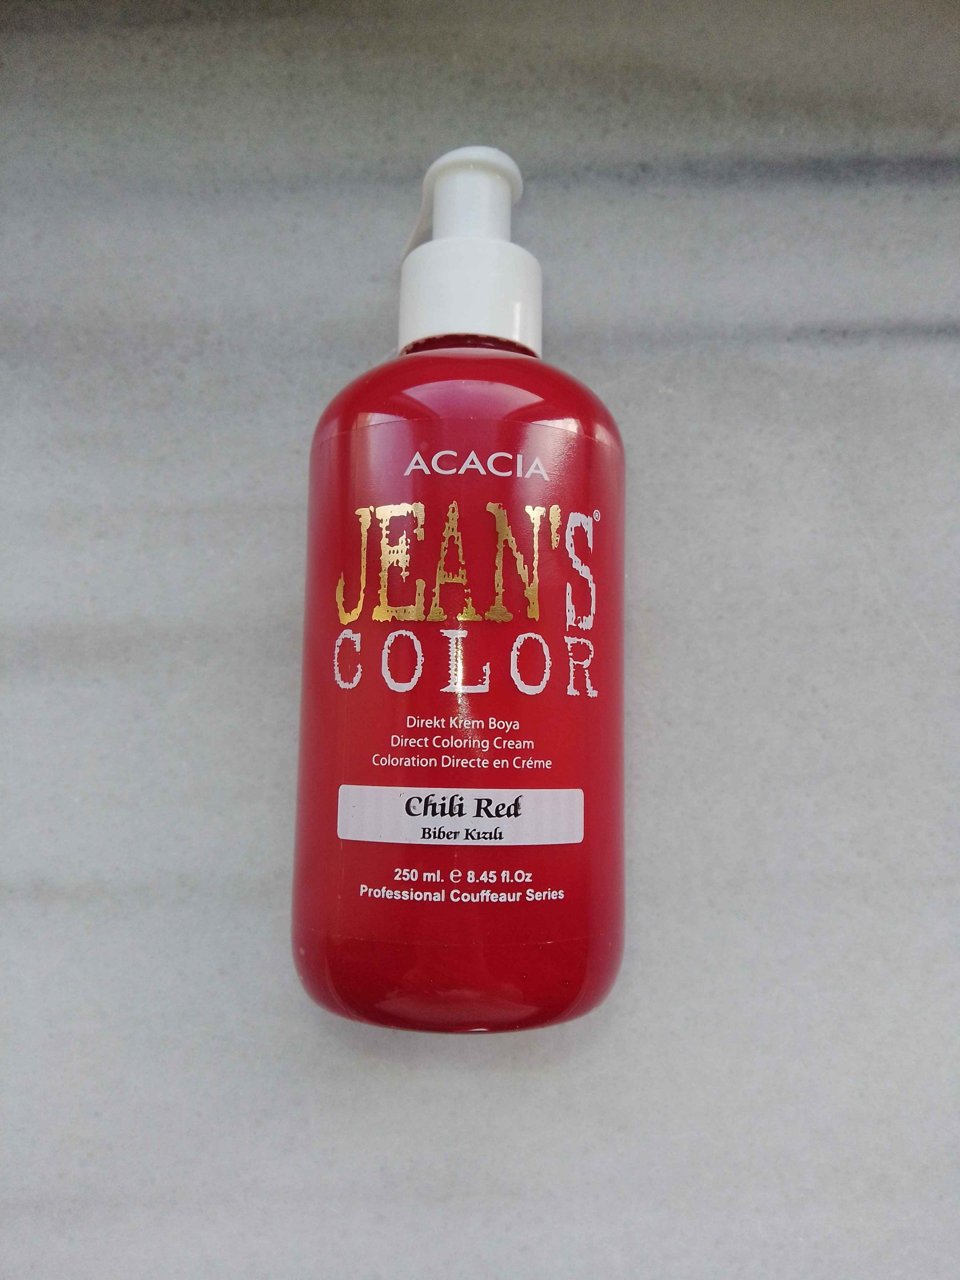 ACACIA
JEAN'S®
COLOR
Direkt Krem Boya
Direct Coloring Cream
Coloration Directe en Créme
Chili Red
Biber Kızılı
250 ml. ℮ 8.45 fl.Oz
Professional Couffeaur Series